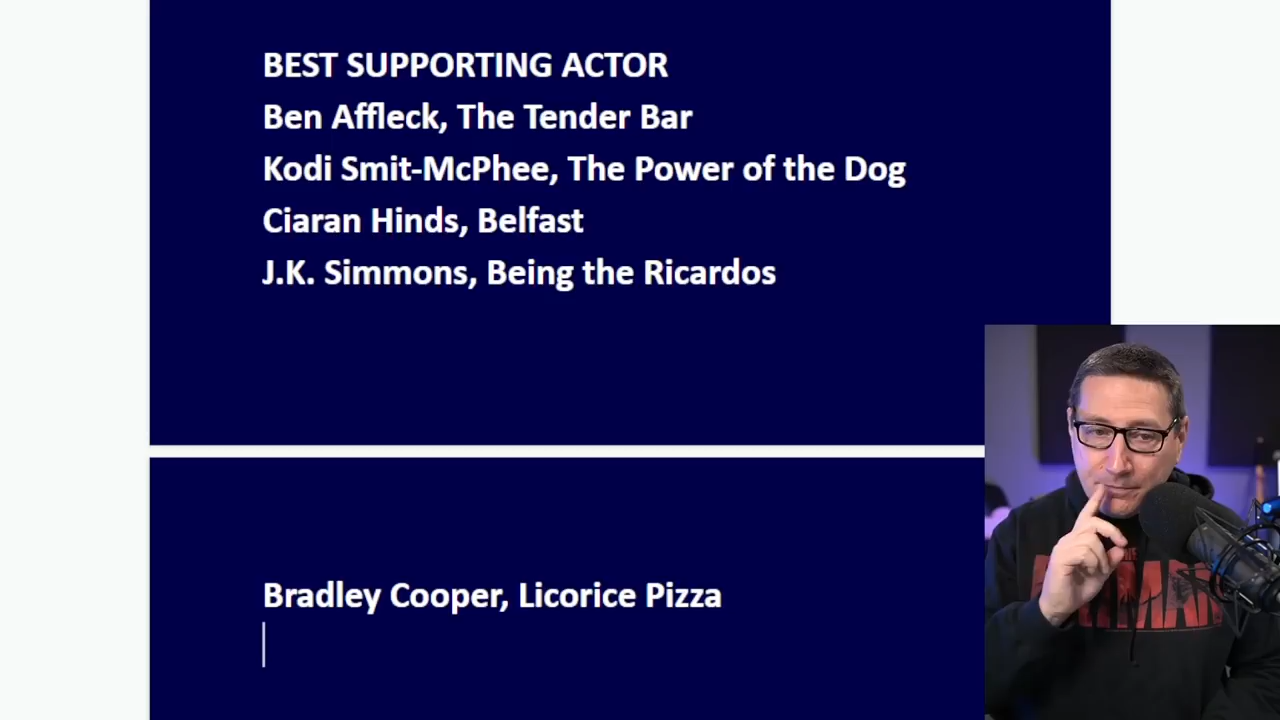 BEST SUPPORTING ACTOR
Ben Affleck, The Tender Bar
Kodi Smit-McPhee, The Power of the Dog
Ciaran Hinds, Belfast
J.K. Simmons, Being the Ricardos
Bradley Cooper, Licorice Pizza